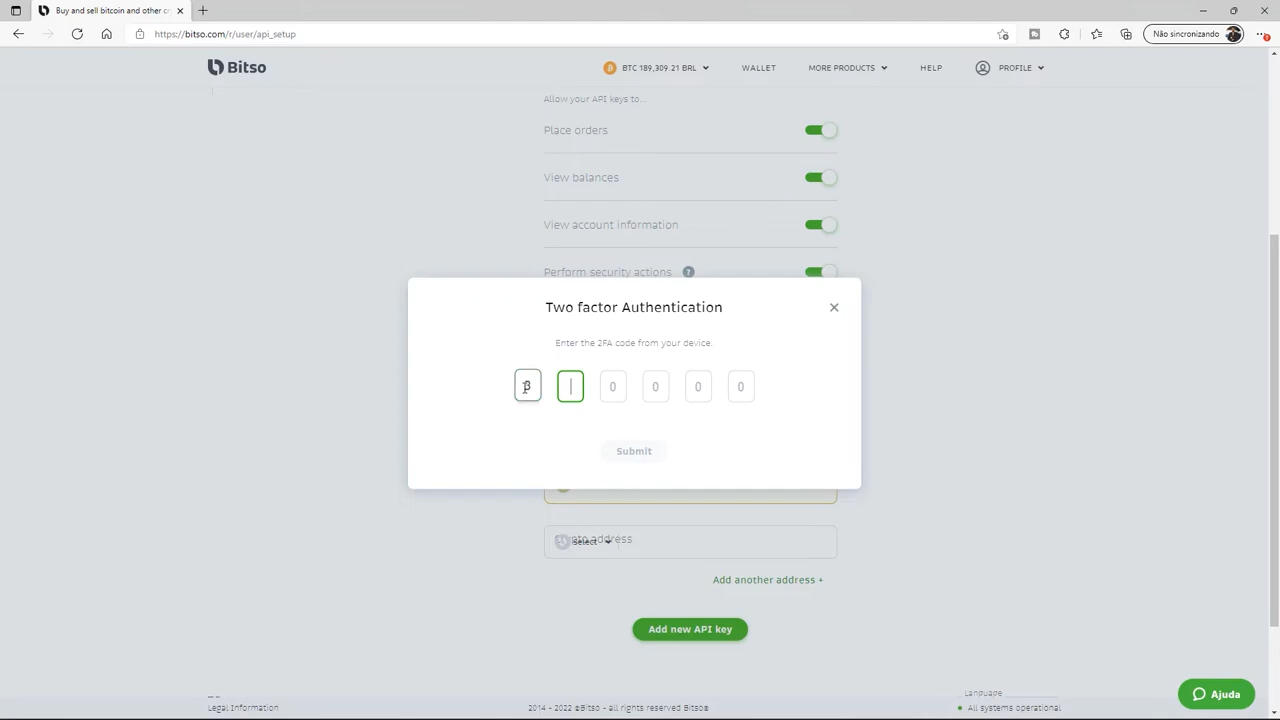 Buy and sell bitcoin and other cr
https://bitso.com/r/user/api_setup
Não sincronizando
Bitso
BTC 189,309.21 BRL
WALLET
MORE PRODUCTS
HELP
PROFILE
Allow your API keys to...
Place orders
View balances
View account information
Perform security actions ?
Two factor Authentication
Enter the 2FA code from your device.
0 0 0 0
Submit
Select
address
Add another address +
Add new API key
Language
Legal Information
2014 - 2022 ©Bitso - all rights reserved Bitso®
All systems operational
Ajuda